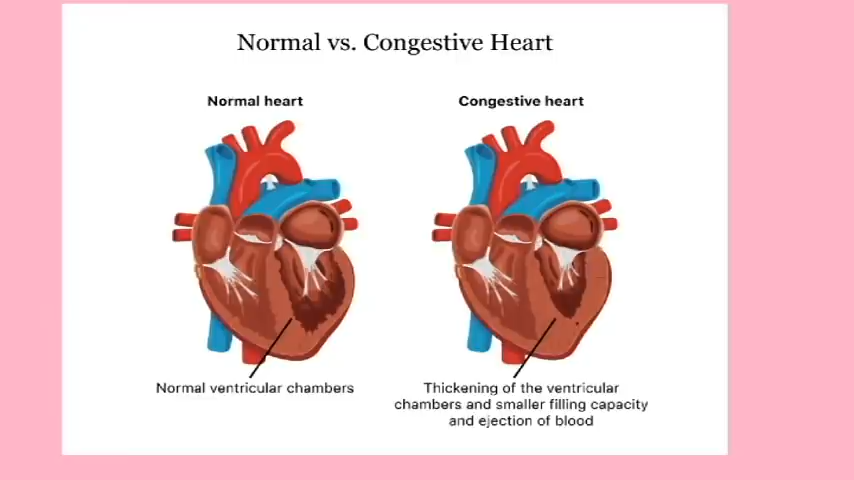 Normal vs. Congestive Heart
Normal heart
Congestive heart
Normal ventricular chambers
Thickening of the ventricular
chambers and smaller filling capacity
and ejection of blood